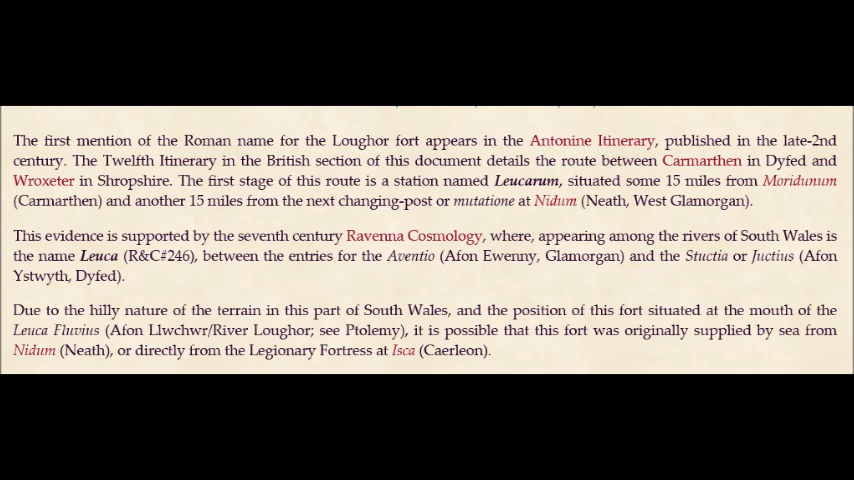 The first mention of the Roman name for the Loughor fort appears in the Antonine Itinerary, published in the late-2nd
century. The Twelfth Itinerary in the British section of this document details the route between Carmarthen in Dyfed and
Wroxeter in Shropshire. The first stage of this route is a station named Leucarum, situated some 15 miles from Moridunum
(Carmarthen) and another 15 miles from the next changing-post or mutatione at Nidum (Neath, West Glamorgan).
This evidence is supported by the seventh century Ravenna Cosmology, where, appearing among the rivers of South Wales is
the name Leuca (R&C#246), between the entries for the Aventio (Afon Ewenny, Glamorgan) and the Stuctia or Juctius (Afon
Ystwyth, Dyfed).
Due to the hilly nature of the terrain in this part of South Wales, and the position of this fort situated at the mouth of the
Leuca Fluvius (Afon Llwchwr/River Loughor; see Ptolemy), it is possible that this fort was originally supplied by sea from
Nidum (Neath), or directly from the Legionary Fortress at Isca (Caerleon).